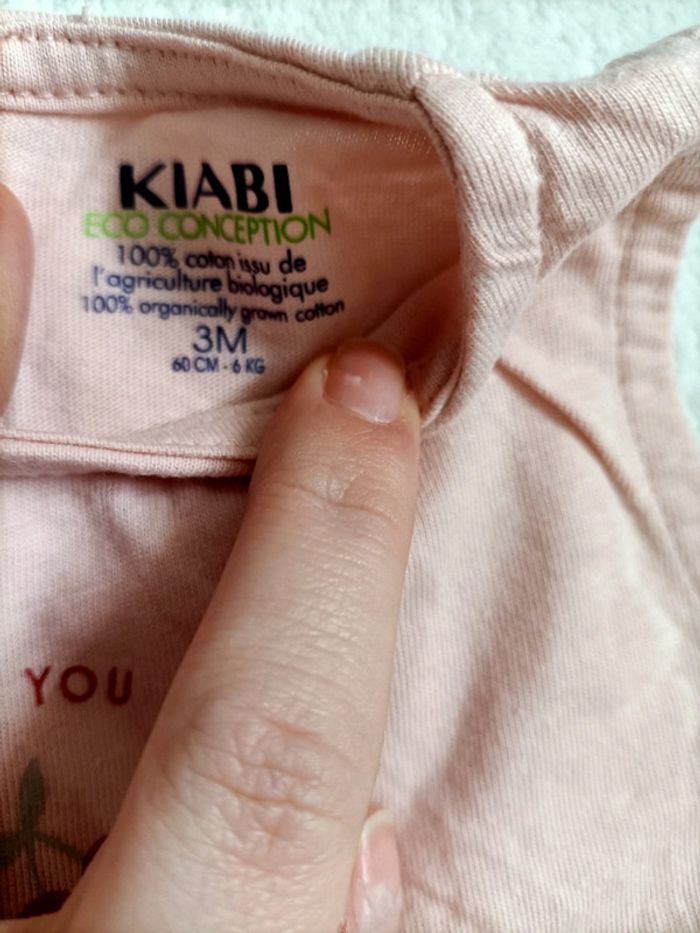 KIABI
ECO CONCEPTION
100% coton issu de
l'agriculture biologique
100% organically grown cotton
3M
60 CM - 6 KG
YOU